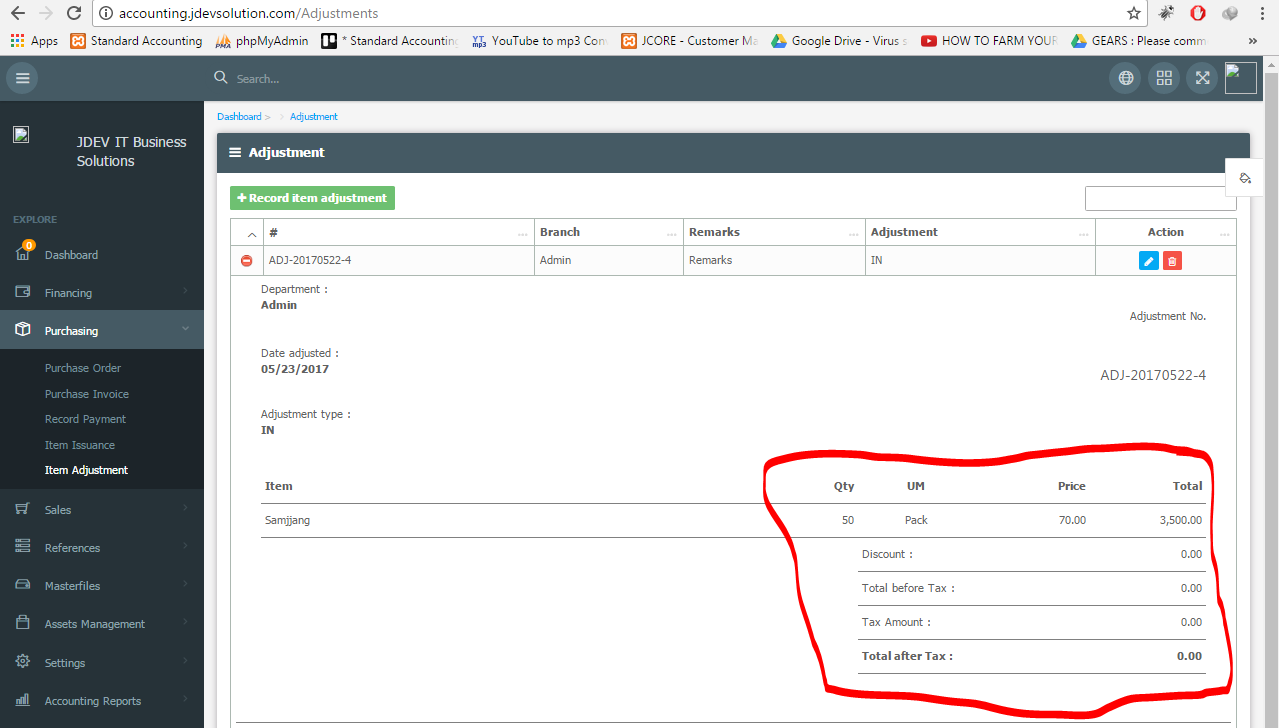 accounting.jdevsolution.com/Adjustments
Apps Standard Accounting phpMyAdmin * Standard Accounting YouTube to mp3 Con JCORE - Customer Ma Google Drive - Virus s HOW TO FARM YOUR GEARS : Please comm »
Search...
JDEV IT Business
Solutions
EXPLORE
0
Dashboard
Financing
Purchasing
Purchase Order
Purchase Invoice
Record Payment
Item Issuance
Item Adjustment
Sales
References
Masterfiles
Assets Management
Settings
Accounting Reports
Dashboard > Adjustment
Adjustment
+ Record item adjustment
# Branch Remarks Adjustment Action
ADJ-20170522-4 Admin Remarks IN
Department :
Admin
Adjustment No.
Date adjusted :
05/23/2017
ADJ-20170522-4
Adjustment type :
IN
Item Qty UM Price Total
Samjjang 50 Pack 70.00 3,500.00
Discount : 0.00
Total before Tax : 0.00
Tax Amount : 0.00
Total after Tax : 0.00